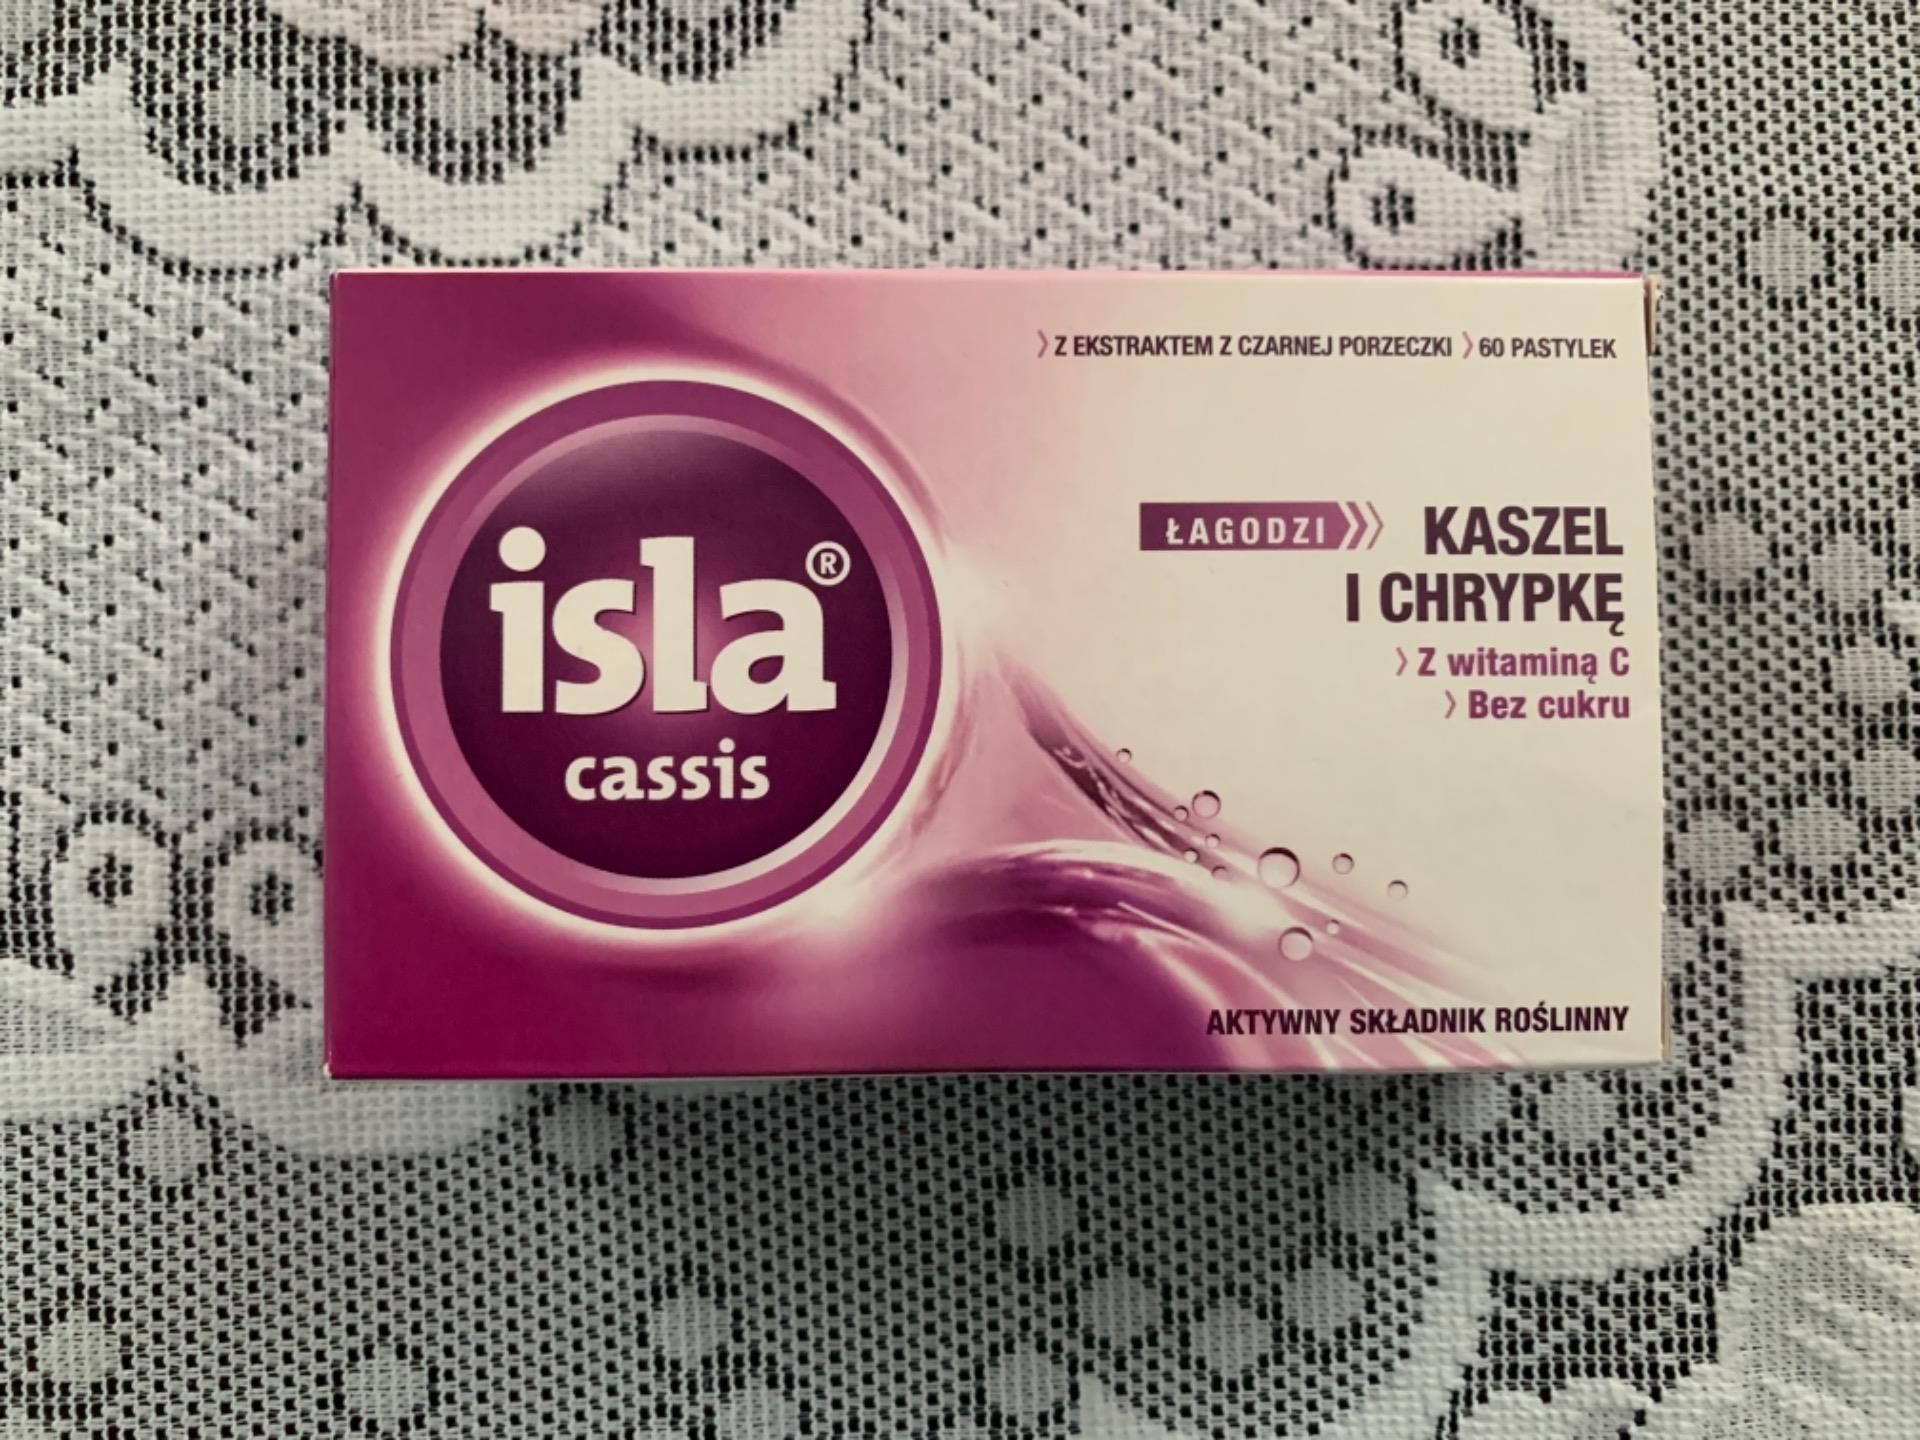 Z EKSTRAKTEM Z CZARNEJ PORZECZKI 60 PASTYLEK
isla®
cassis
ŁAGODZI KASZEL
I CHRYPKĘ
Z witaminą C
Bez cukru
AKTYWNY SKŁADNIK ROŚLINNY